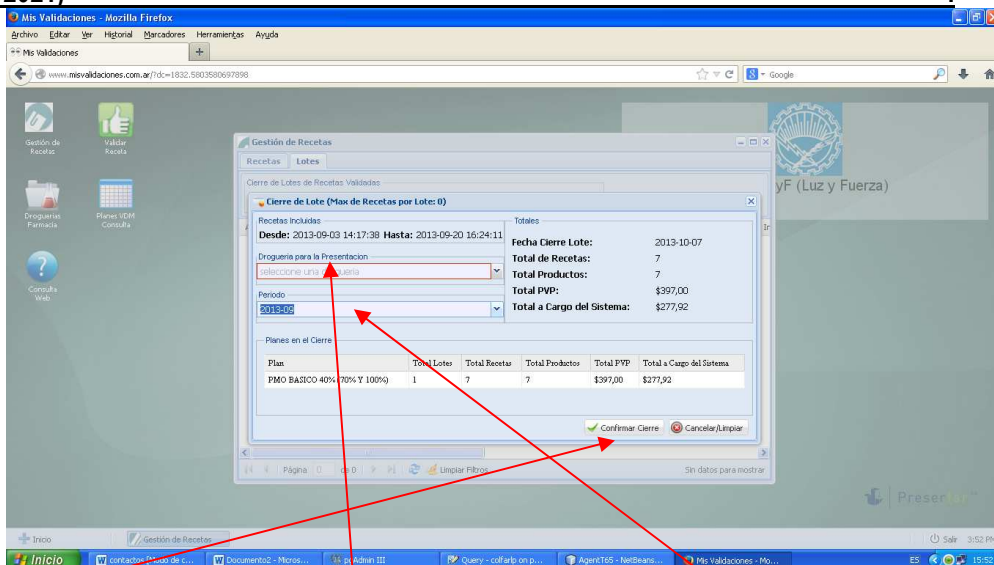 2021)
Mis Validaciones - Mozilla Firefox
Archivo Editar Ver Historial Marcadores Herramientas Ayuda
Mis Validaciones
www.misvalidaciones.com.ar/?dc=1832.5803580697898
Google
Gestión de Recetas
Validar Receta
Droguerias Farmacia
Planes VDM Consulta
Consulta Web
yF (Luz y Fuerza)
Gestión de Recetas
Recetas Lotes
Cierre de Lotes de Recetas Validadas
Cierre de Lote (Max de Recetas por Lote: 0)
Recetas Incluidas
Desde: 2013-09-03 14:17:38 Hasta: 2013-09-20 16:24:11
Drogueria para la Presentacion
seleccione una
Periodo
2013-09
Totales
Fecha Cierre Lote: 2013-10-07
Total de Recetas: 7
Total Productos: 7
Total PVP: $397,00
Total a Cargo del Sistema: $277,92
Planes en el Cierre
Plan Total Lotes Total Recetas Total Productos Total PVP Total a Cargo del Sistema
PMO BASICO 40% (70% Y 100%) 1 7 7 $397,00 $277,92
Confirmar Cierre Cancelar/Limpiar
Página 0 de 0 Limpiar Filtros
Sin datos para mostrar
Inicio Gestión de Recetas Salir 3:52 PM
Inicio contactos [Modo de c... Documento2 - Micros... pgAdmin III Query - colfarlp on p... AgentT65 - NetBeans... Mis Validaciones - Mo... ES 15:52